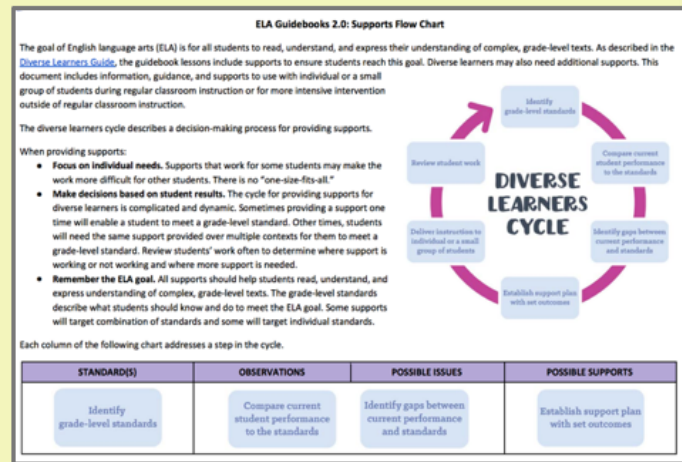 ELA Guidebooks 2.0: Supports Flow Chart
The goal of English language arts (ELA) is for all students to read, understand, and express their understanding of complex, grade-level texts. As described in the
Diverse Learners Guide, the guidebook lessons include supports to ensure students reach this goal. Diverse learners may also need additional supports. This
document includes information, guidance, and supports to use with individual or a small
group of students during regular classroom instruction or for more intensive intervention
outside of regular classroom instruction.
The diverse learners cycle describes a decision-making process for providing supports.
When providing supports:
● Focus on individual needs. Supports that work for some students may make the
work more difficult for other students. There is no "one-size-fits-all."
● Make decisions based on student results. The cycle for providing supports for
diverse learners is complicated and dynamic. Sometimes providing a support one
time will enable a student to meet a grade-level standard. Other times, students
will need the same support provided over multiple contexts for them to meet a
grade-level standard. Review students' work often to determine where support is
working or not working and where more support is needed.
● Remember the ELA goal. All supports should help students read, understand, and
express understanding of complex, grade-level texts. The grade-level standards
describe what students should know and do to meet the ELA goal. Some supports
will target combination of standards and some will target individual standards.
Identify
grade-level standards
Compare current
student performance
to the standards
Identify gaps between
current performance
and standards
Establish support plan
with set outcomes
Deliver instruction to
individual or a small
group of students
Review student work
DIVERSE
LEARNERS
CYCLE
Each column of the following chart addresses a step in the cycle.
STANDARD(S) OBSERVATIONS POSSIBLE ISSUES POSSIBLE SUPPORTS
Identify
grade-level standards
Compare current
student performance
to the standards
Identify gaps between
current performance
and standards
Establish support plan
with set outcomes